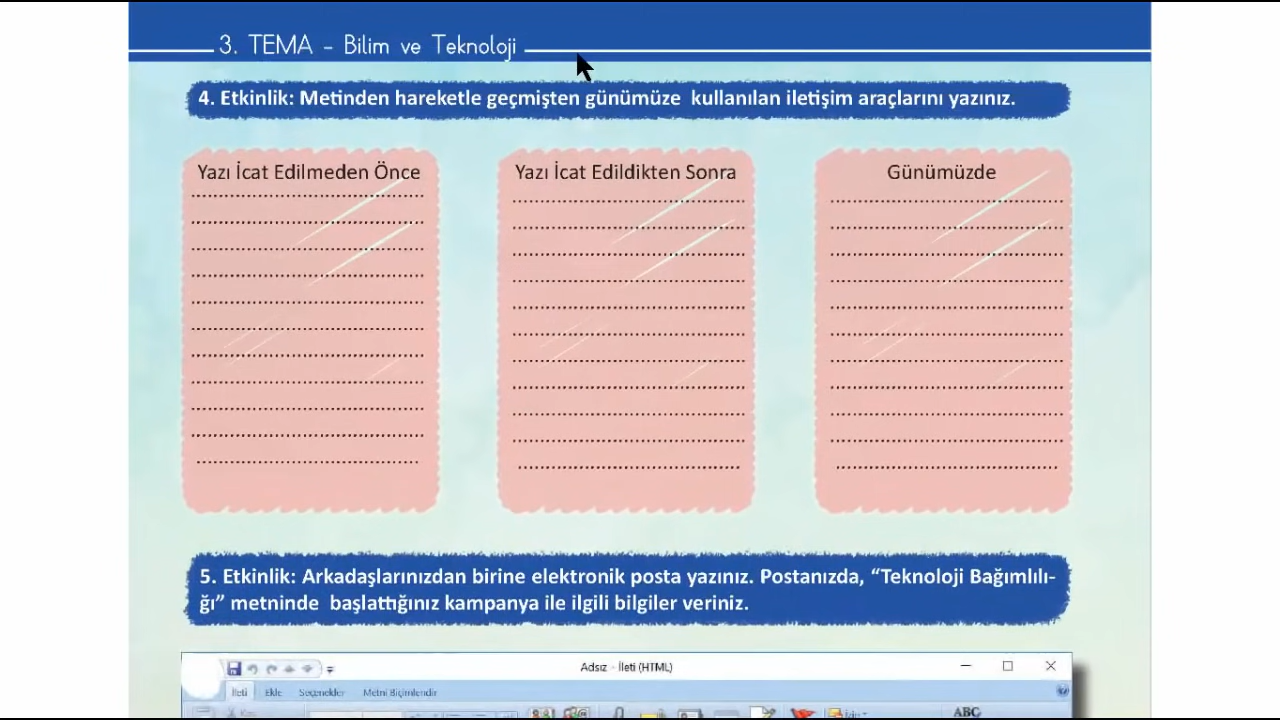 3. TEMA - Bilim ve Teknoloji
4. Etkinlik: Metinden hareketle geçmişten günümüze kullanılan iletişim araçlarını yazınız.
Yazı İcat Edilmeden Önce
Yazı İcat Edildikten Sonra
Günümüzde
5. Etkinlik: Arkadaşlarınızdan birine elektronik posta yazınız. Postanızda, “Teknoloji Bağımlılı-
ğı” metninde başlattığınız kampanya ile ilgili bilgiler veriniz.
Adsız - İleti (HTML)
İleti Ekle Seçenekler Metni Biçimlendir
İzin
ABC